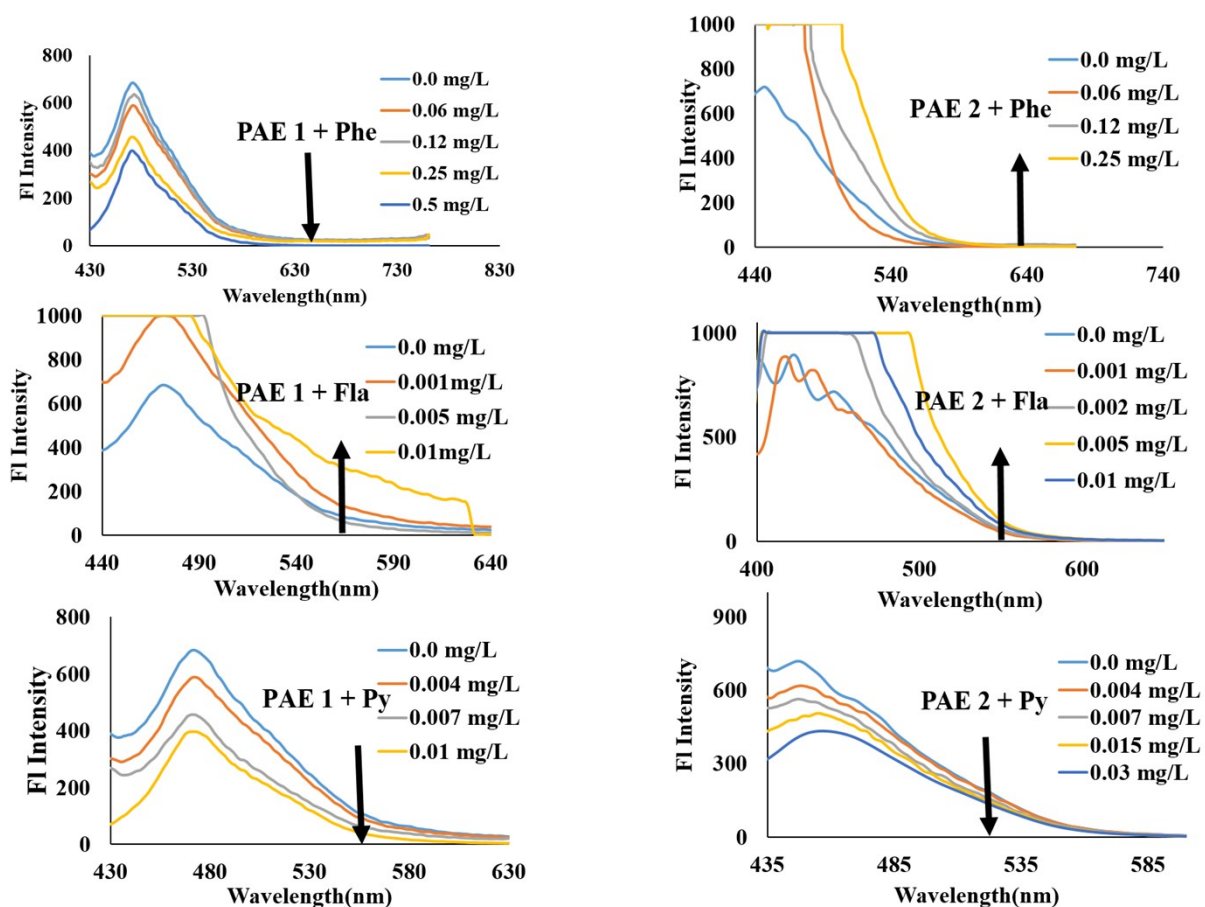 800
600
400
200
0
Fl Intensity
430
530
630
730
830
Wavelength(nm)
PAE 1 + Phe
0.0 mg/L
0.06 mg/L
0.12 mg/L
0.25 mg/L
0.5 mg/L
1000
800
600
400
200
0
Fl Intensity
440
540
640
740
Wavelength(nm)
PAE 2 + Phe
0.0 mg/L
0.06 mg/L
0.12 mg/L
0.25 mg/L
1000
800
600
400
200
0
Fl Intensity
440
490
540
590
640
Wavelength(nm)
PAE 1 + Fla
0.0 mg/L
0.001mg/L
0.005 mg/L
0.01mg/L
1000
500
0
Fl Intensity
400
500
600
Wavelength(nm)
PAE 2 + Fla
0.0 mg/L
0.001 mg/L
0.002 mg/L
0.005 mg/L
0.01 mg/L
800
600
400
200
0
Fl Intensity
430
480
530
580
630
Wavelength(nm)
PAE 1 + Py
0.0 mg/L
0.004 mg/L
0.007 mg/L
0.01 mg/L
900
600
300
0
Fl Intensity
435
485
535
585
Wavelength(nm)
PAE 2 + Py
0.0 mg/L
0.004 mg/L
0.007 mg/L
0.015 mg/L
0.03 mg/L